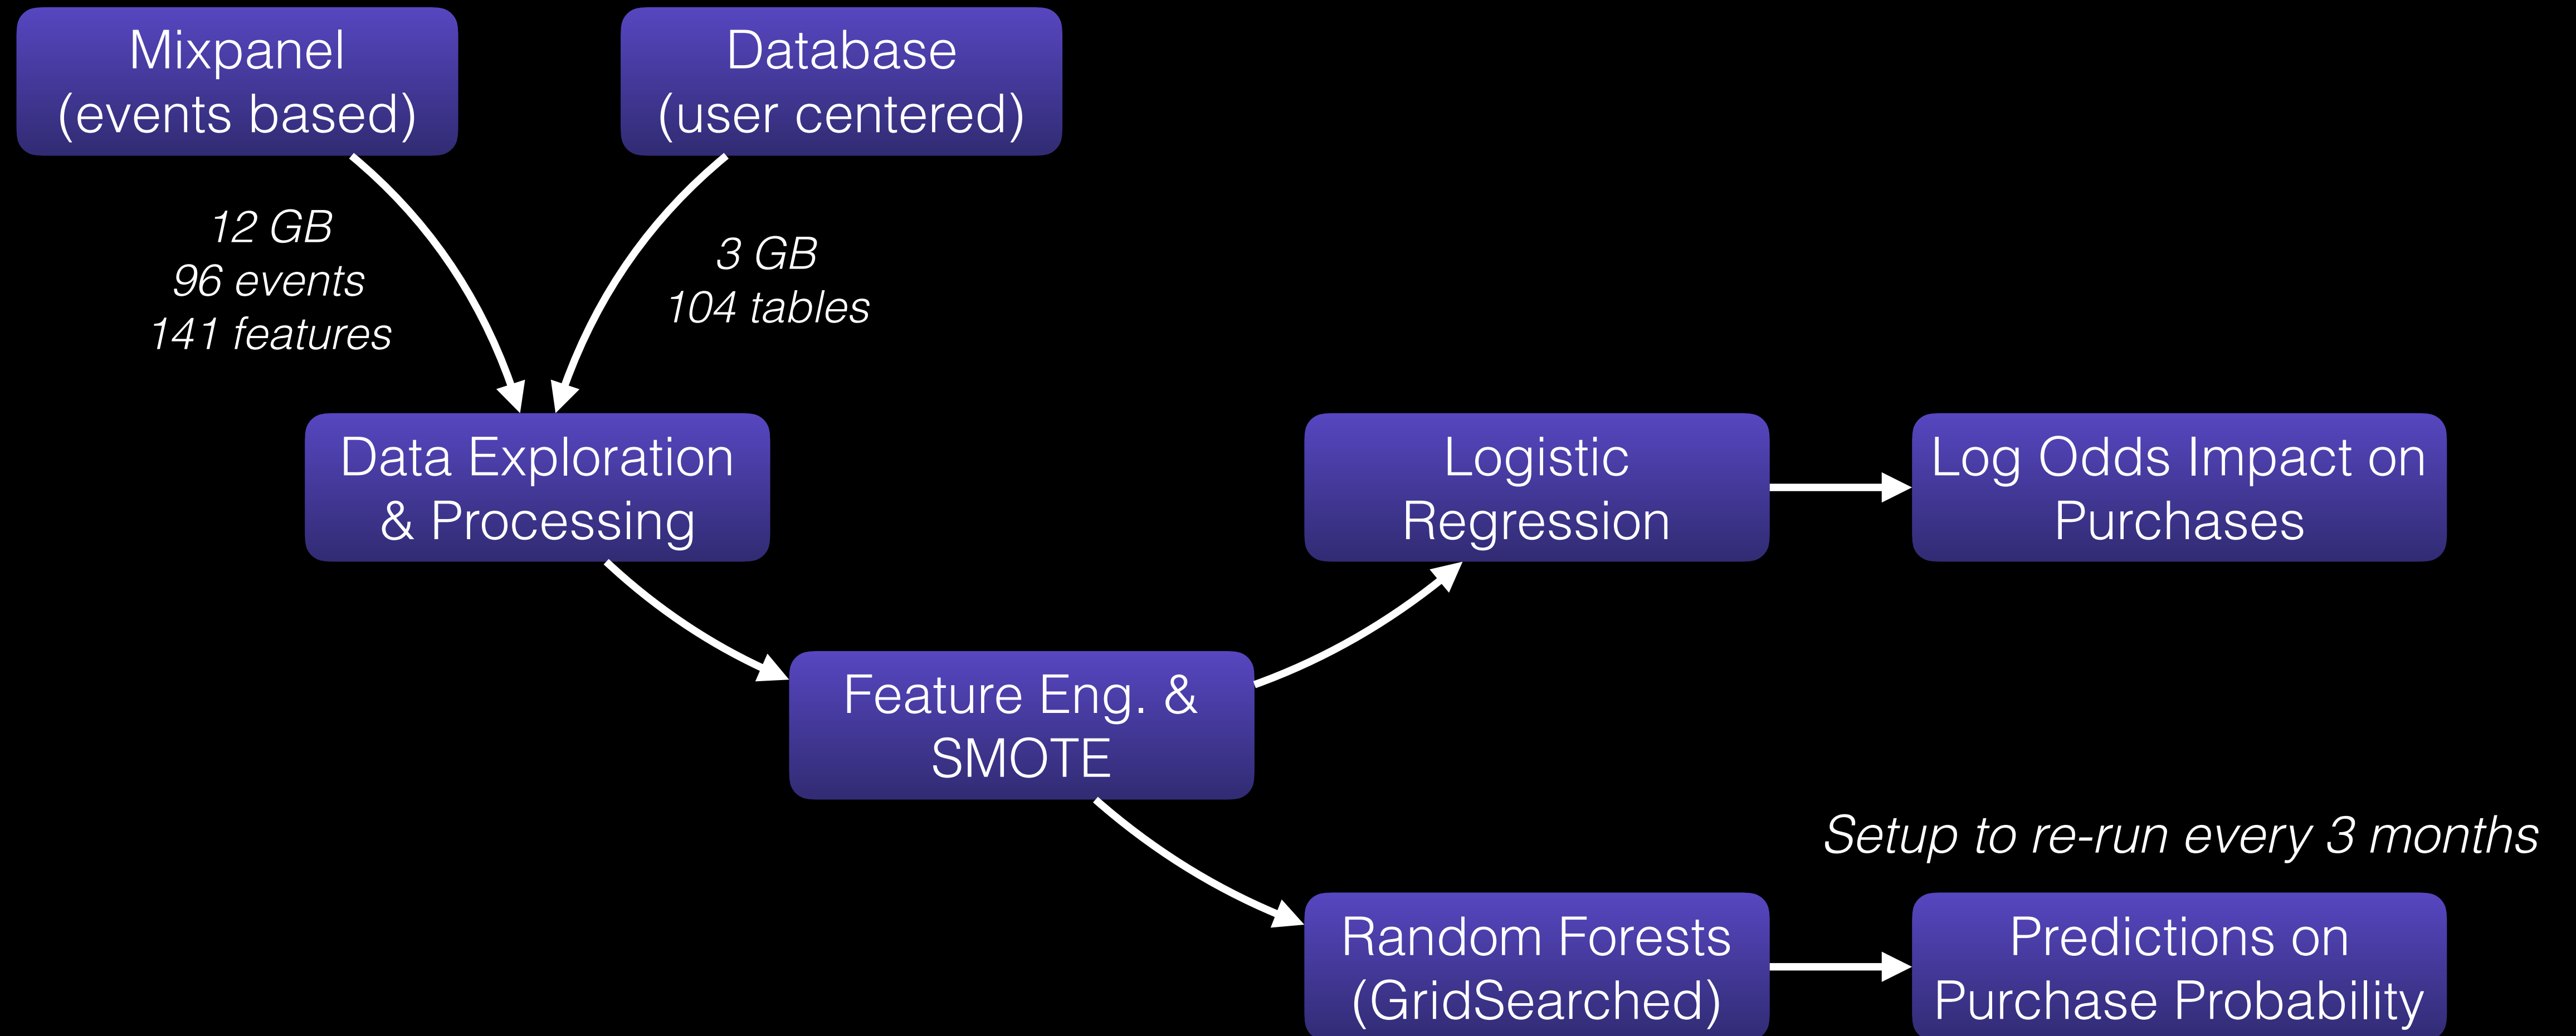 Mixpanel
(events based)
Database
(user centered)
12 GB
96 events
141 features
3 GB
104 tables
Data Exploration
& Processing
Logistic
Regression
Log Odds Impact on
Purchases
Feature Eng. &
SMOTE
Setup to re-run every 3 months
Random Forests
(GridSearched)
Predictions on
Purchase Probability